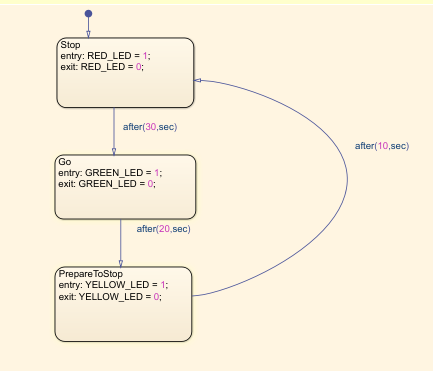 Stop
entry: RED_LED = 1;
exit: RED_LED = 0;
after(30,sec)
after(10,sec)
Go
entry: GREEN_LED = 1;
exit: GREEN_LED = 0;
after(20,sec)
PrepareToStop
entry: YELLOW_LED = 1;
exit: YELLOW_LED = 0;